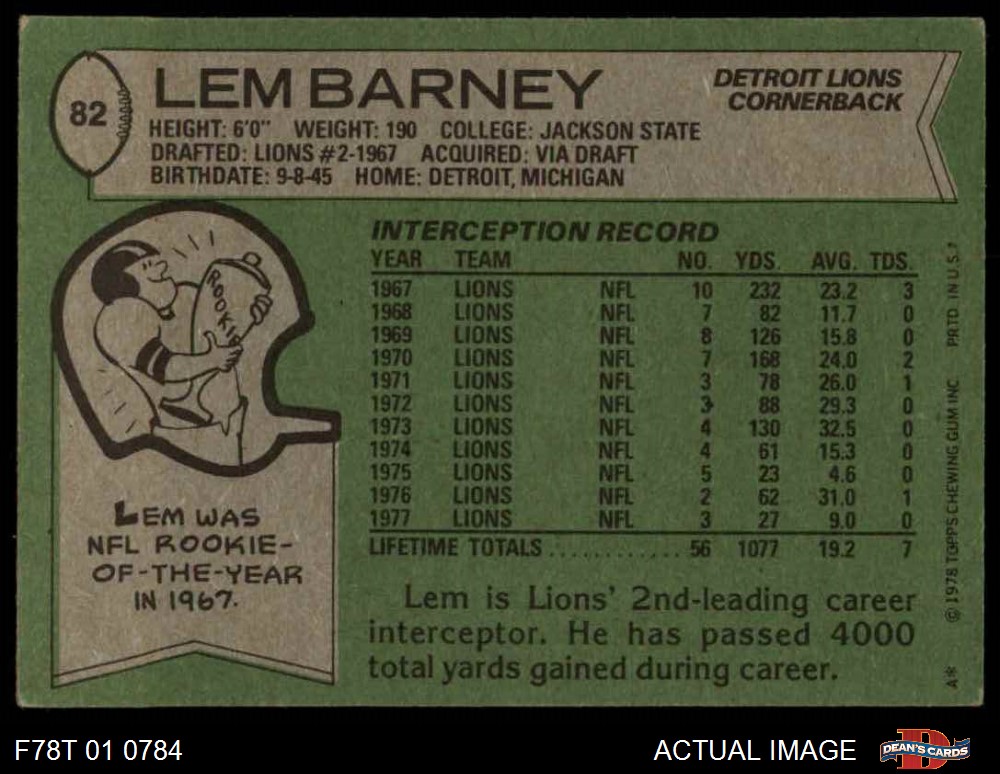 82
LEM BARNEY
DETROIT LIONS
CORNERBACK
HEIGHT: 6'0" WEIGHT: 190 COLLEGE: JACKSON STATE
DRAFTED: LIONS #2-1967 ACQUIRED: VIA DRAFT
BIRTHDATE: 9-8-45 HOME: DETROIT, MICHIGAN
ROOKIE
LEM WAS
NFL ROOKIE-
OF-THE-YEAR
IN 1967.
INTERCEPTION RECORD
YEAR TEAM NO. YDS. AVG. TDS.
1967 LIONS NFL 10 232 23.2 3
1968 LIONS NFL 7 82 11.7 0
1969 LIONS NFL 8 126 15.8 0
1970 LIONS NFL 7 168 24.0 2
1971 LIONS NFL 3 78 26.0 1
1972 LIONS NFL 3 88 29.3 0
1973 LIONS NFL 4 130 32.5 0
1974 LIONS NFL 4 61 15.3 0
1975 LIONS NFL 5 23 4.6 0
1976 LIONS NFL 2 62 31.0 1
1977 LIONS NFL 3 27 9.0 0
LIFETIME TOTALS ............ 56 1077 19.2 7
Lem is Lions' 2nd-leading career
interceptor. He has passed 4000
total yards gained during career.
A* © 1978 TOPPS CHEWING GUM INC PRTD IN U.S.A.
F78T 01 0784
ACTUAL IMAGE
DEAN'S CARDS